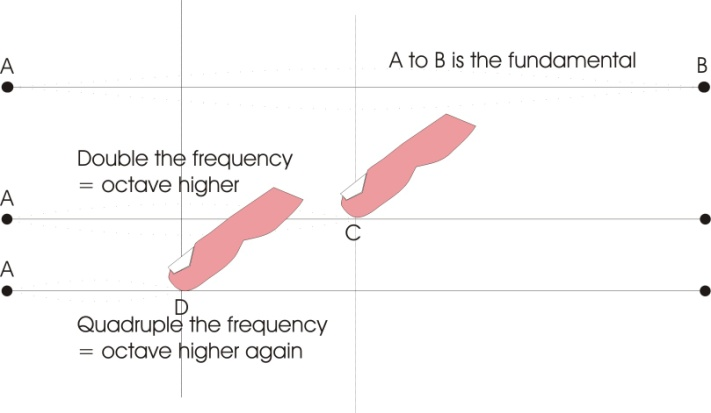 A to B is the fundamental
A
B
Double the frequency
= octave higher
A
C
A
D
Quadruple the frequency
= octave higher again